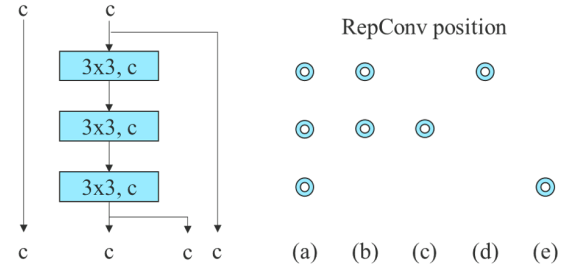 c c
RepConv position
3x3, c
3x3, c
3x3, c
c c c c (a) (b) (c) (d) (e)